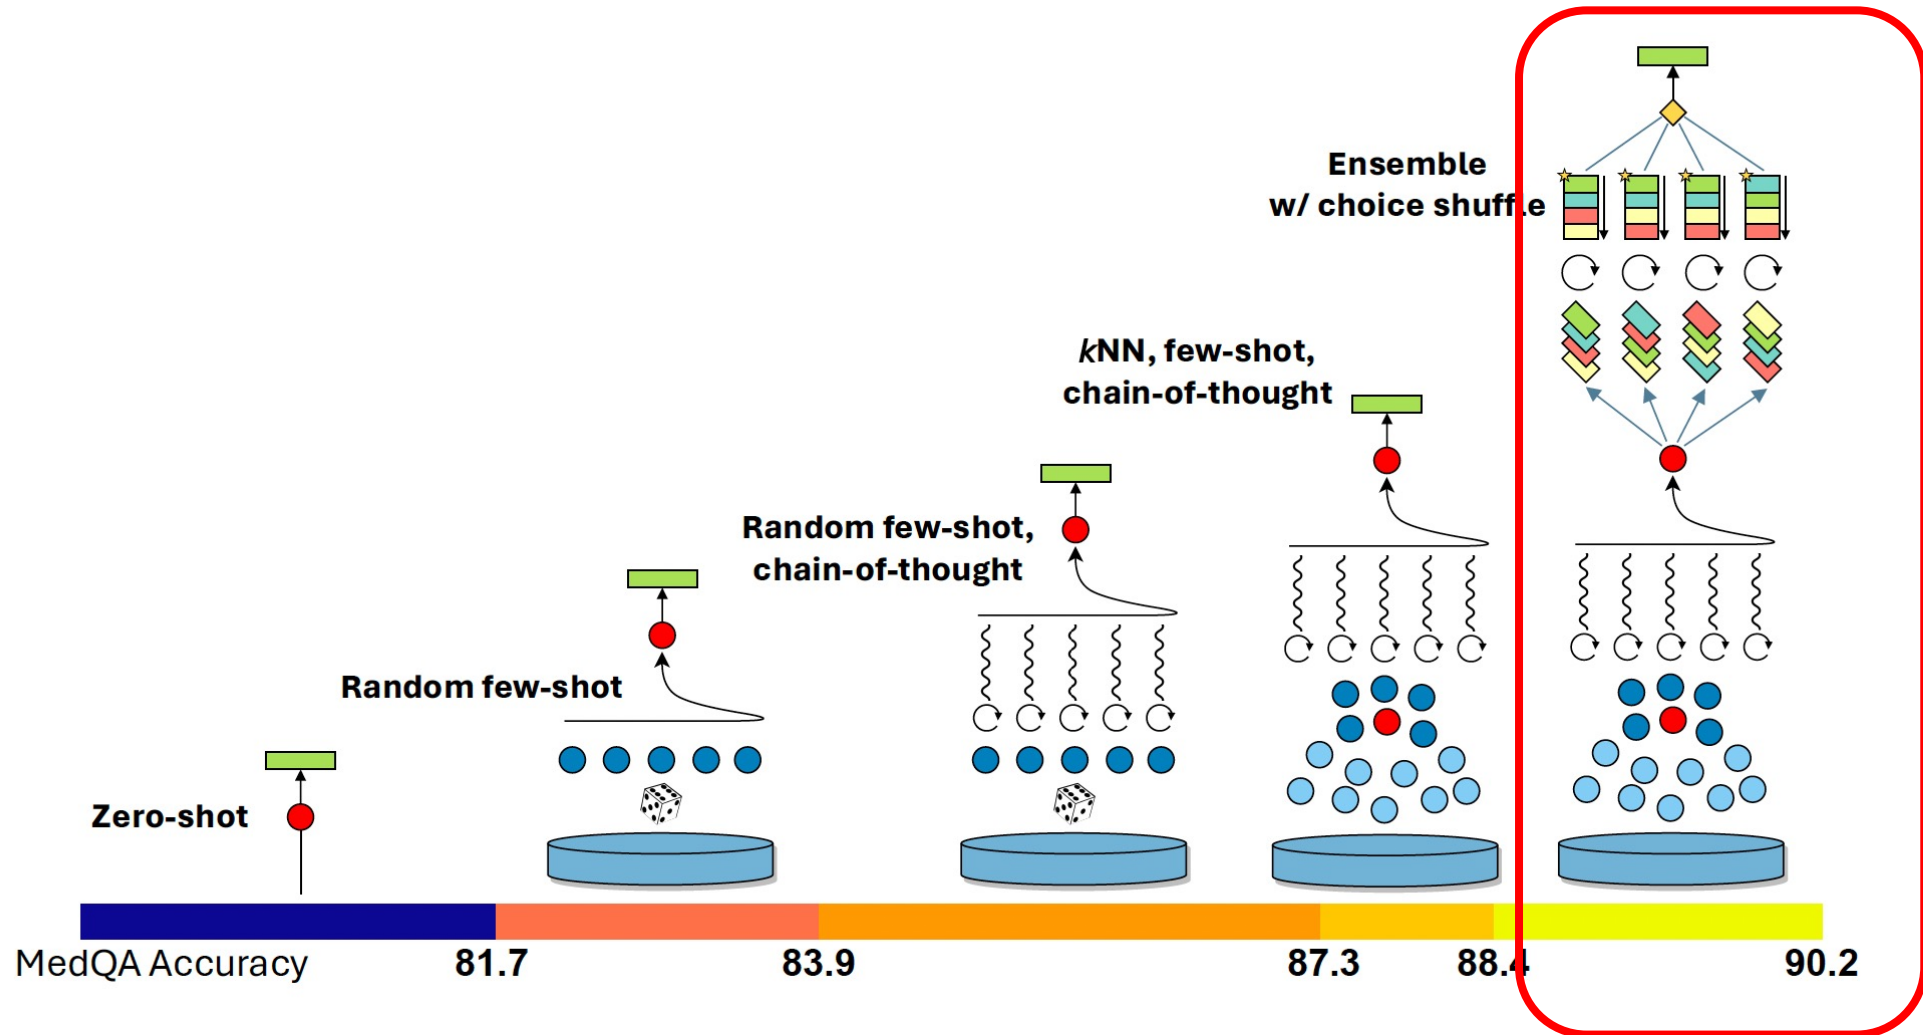 Ensemble
w/ choice shuffle
kNN, few-shot,
chain-of-thought
Random few-shot,
chain-of-thought
Random few-shot
Zero-shot
MedQA Accuracy
81.7
83.9
87.3
88.4
90.2